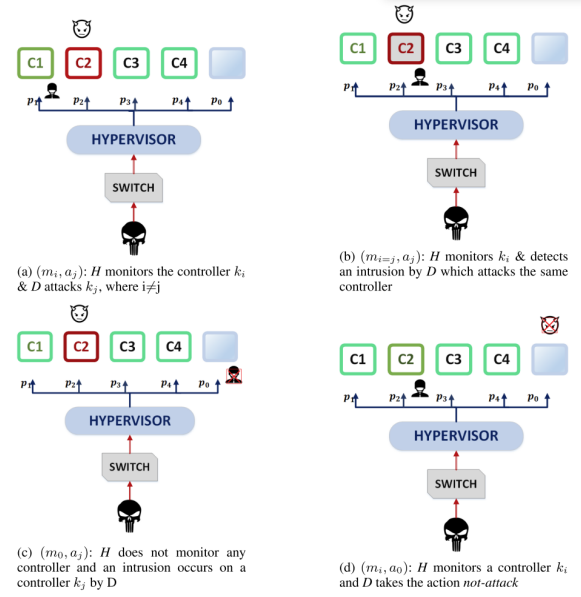 C1 C2 C3 C4
p₁ p₂ p₃ p₄ p₀
HYPERVISOR
SWITCH
(a) (mᵢ, aⱼ): H monitors the controller kᵢ
& D attacks kⱼ, where i≠j
C1 C2 C3 C4
p₁ p₂ p₃ p₄ p₀
HYPERVISOR
SWITCH
(b) (mᵢ₌ⱼ, aⱼ): H monitors kᵢ & detects
an intrusion by D which attacks the same
controller
C1 C2 C3 C4
p₁ p₂ p₃ p₄ p₀
HYPERVISOR
SWITCH
(c) (m₀, aⱼ): H does not monitor any
controller and an intrusion occurs on a
controller kⱼ by D
C1 C2 C3 C4
p₁ p₂ p₃ p₄ p₀
HYPERVISOR
SWITCH
(d) (mᵢ, a₀): H monitors a controller kᵢ
and D takes the action not-attack